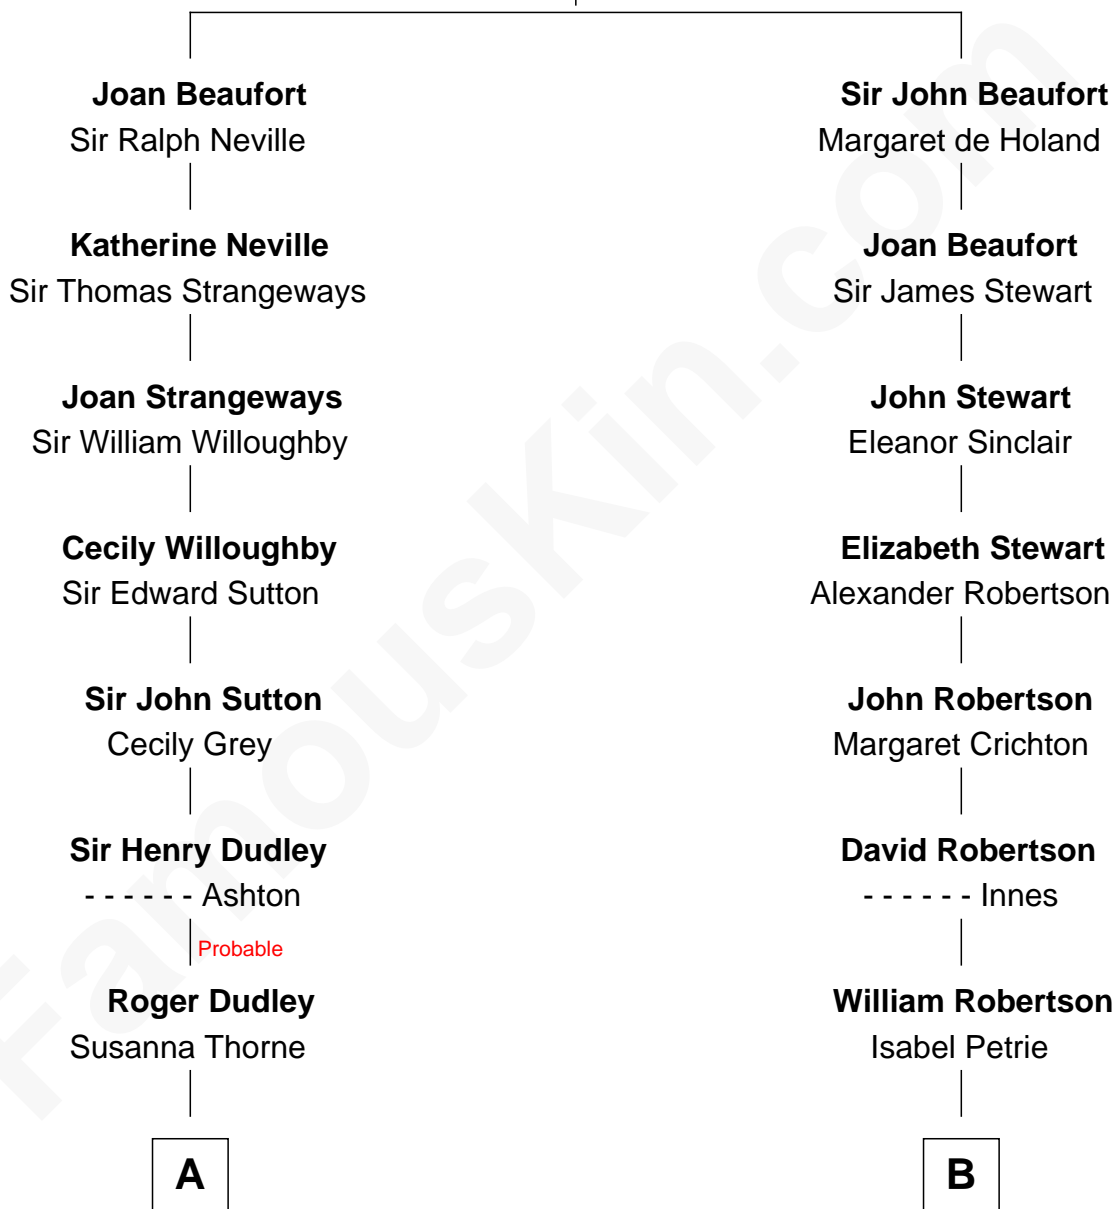 Joan Beaufort
Sir Ralph Neville
Sir John Beaufort
Margaret de Holand
Katherine Neville
Sir Thomas Strangeways
Joan Beaufort
Sir James Stewart
Joan Strangeways
Sir William Willoughby
John Stewart
Eleanor Sinclair
Cecily Willoughby
Sir Edward Sutton
Elizabeth Stewart
Alexander Robertson
Sir John Sutton
Cecily Grey
John Robertson
Margaret Crichton
Sir Henry Dudley
- - - - - - Ashton
Probable
David Robertson
- - - - - - Innes
Roger Dudley
Susanna Thorne
William Robertson
Isabel Petrie
A
B
FamousKin.com